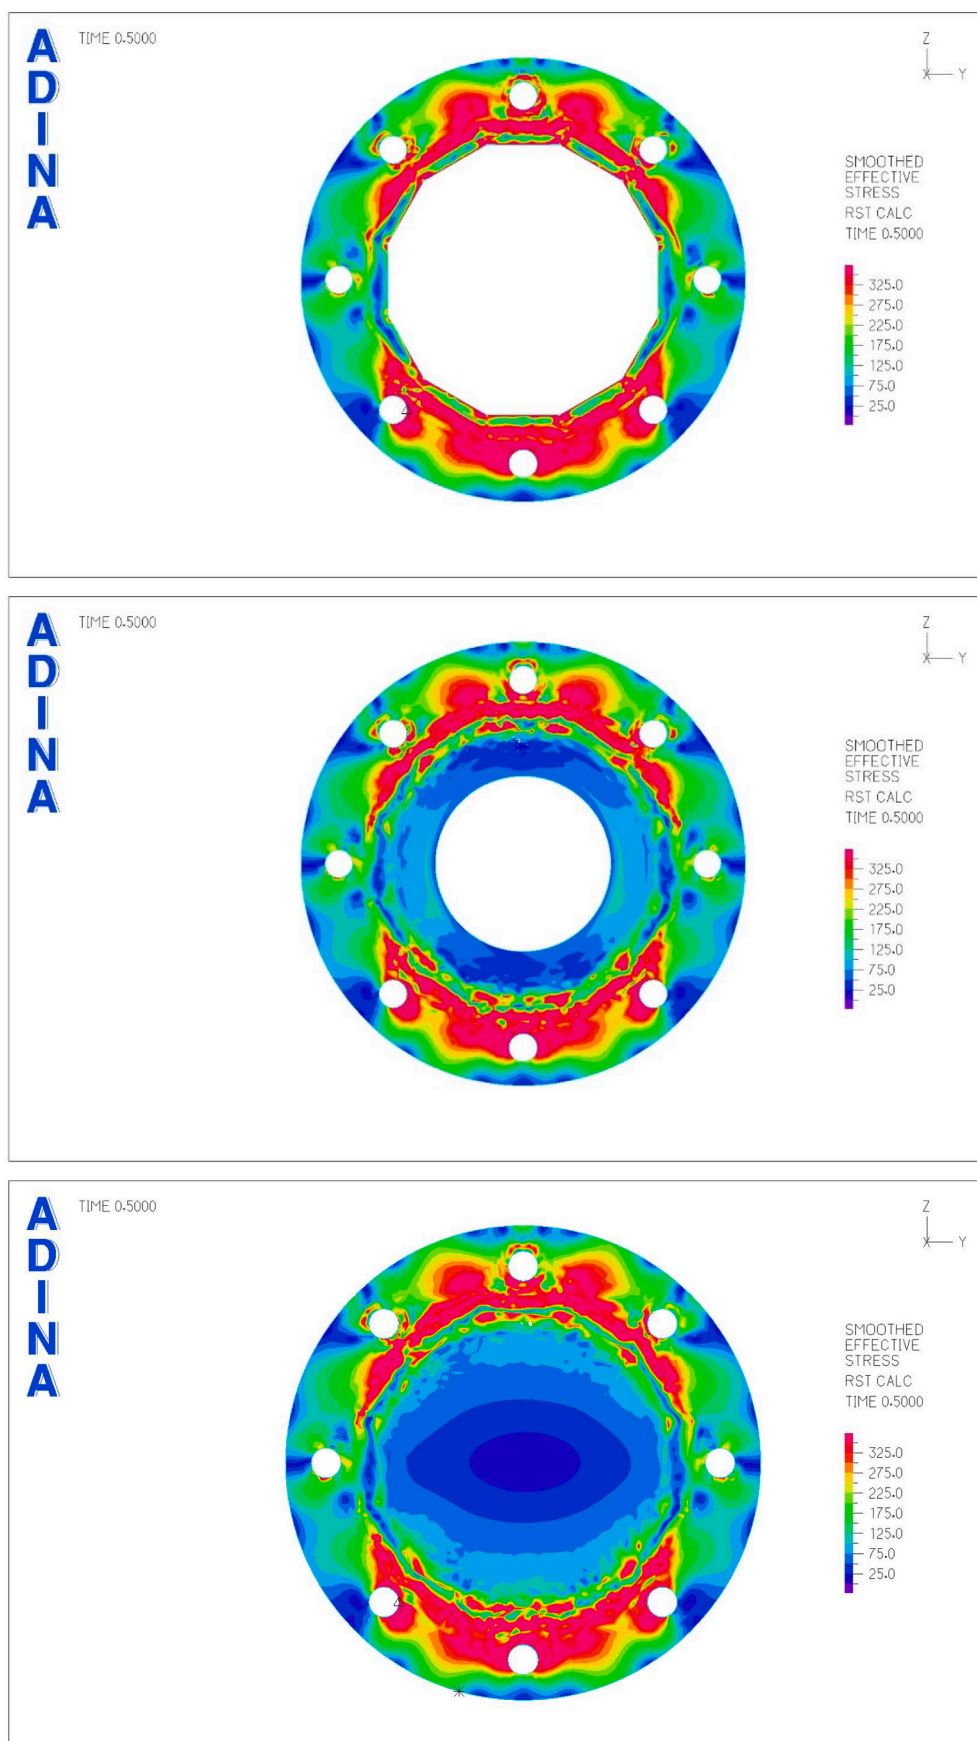 ADINA
TIME 0.5000
Z
X Y
SMOOTHED
EFFECTIVE
STRESS
RST CALC
TIME 0.5000
325.0
275.0
225.0
175.0
125.0
75.0
25.0
4
ADINA
TIME 0.5000
Z
X Y
SMOOTHED
EFFECTIVE
STRESS
RST CALC
TIME 0.5000
325.0
275.0
225.0
175.0
125.0
75.0
25.0
ADINA
TIME 0.5000
Z
X Y
SMOOTHED
EFFECTIVE
STRESS
RST CALC
TIME 0.5000
325.0
275.0
225.0
175.0
125.0
75.0
25.0
4